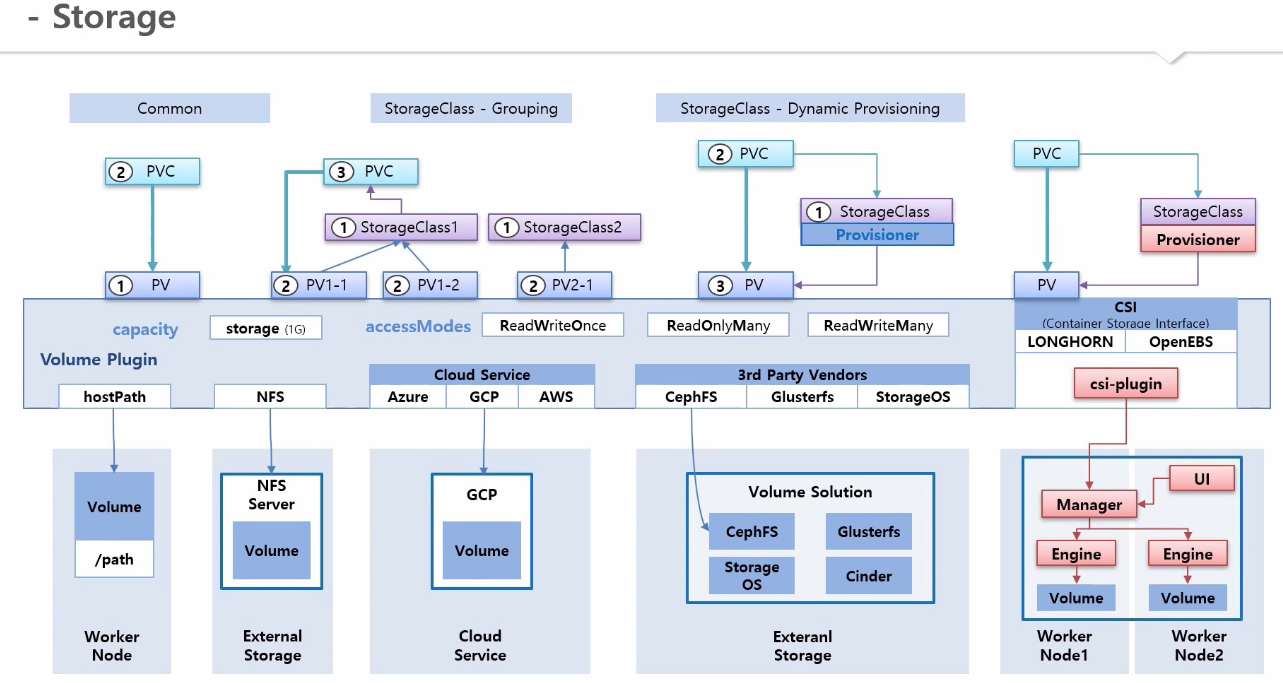 - Storage
Common
StorageClass - Grouping
StorageClass - Dynamic Provisioning
2 PVC
3 PVC
2 PVC
PVC
1 StorageClass1
1 StorageClass2
1 StorageClass
Provisioner
StorageClass
Provisioner
1 PV
2 PV1-1
2 PV1-2
2 PV2-1
3 PV
PV
capacity
storage (1G)
accessModes
ReadWriteOnce
ReadOnlyMany
ReadWriteMany
CSI
(Container Storage Interface)
LONGHORN
OpenEBS
Volume Plugin
hostPath
NFS
Cloud Service
Azure
GCP
AWS
3rd Party Vendors
CephFS
Glusterfs
StorageOS
csi-plugin
Volume
/path
Worker
Node
NFS
Server
Volume
External
Storage
GCP
Volume
Cloud
Service
Volume Solution
CephFS
Glusterfs
Storage
OS
Cinder
Exteranl
Storage
UI
Manager
Engine
Engine
Volume
Volume
Worker
Node1
Worker
Node2